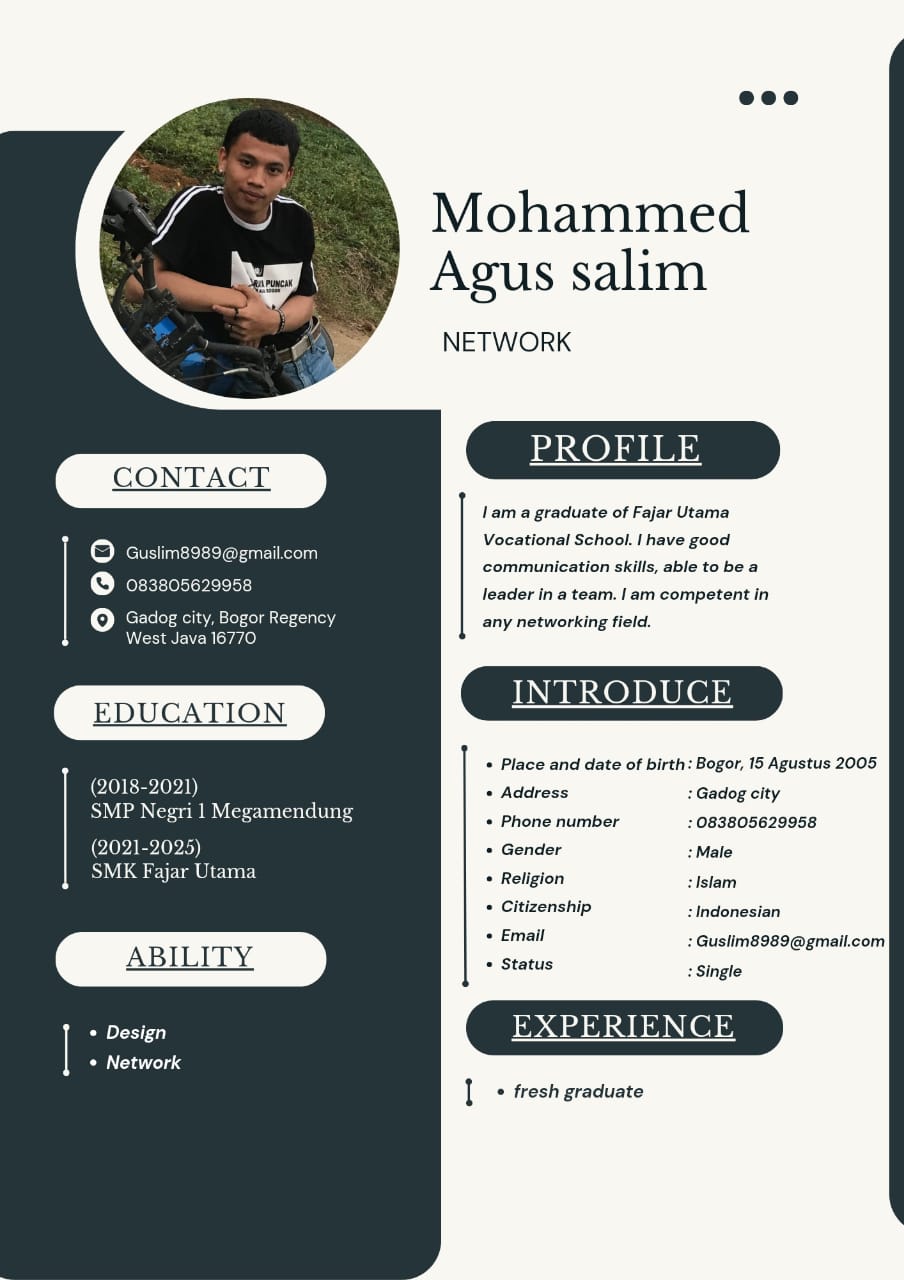 Mohammed
Agus salim
NETWORK
PUNCAK
CONTACT
Guslim8989@gmail.com
083805629958
Gadog city, Bogor Regency
West Java 16770
EDUCATION
(2018-2021)
SMP Negri 1 Megamendung
(2021-2025)
SMK Fajar Utama
ABILITY
• Design
• Network
PROFILE
I am a graduate of Fajar Utama
Vocational School. I have good
communication skills, able to be a
leader in a team. I am competent in
any networking field.
INTRODUCE
• Place and date of birth : Bogor, 15 Agustus 2005
• Address : Gadog city
• Phone number : 083805629958
• Gender : Male
• Religion : Islam
• Citizenship : Indonesian
• Email : Guslim8989@gmail.com
• Status : Single
EXPERIENCE
• fresh graduate